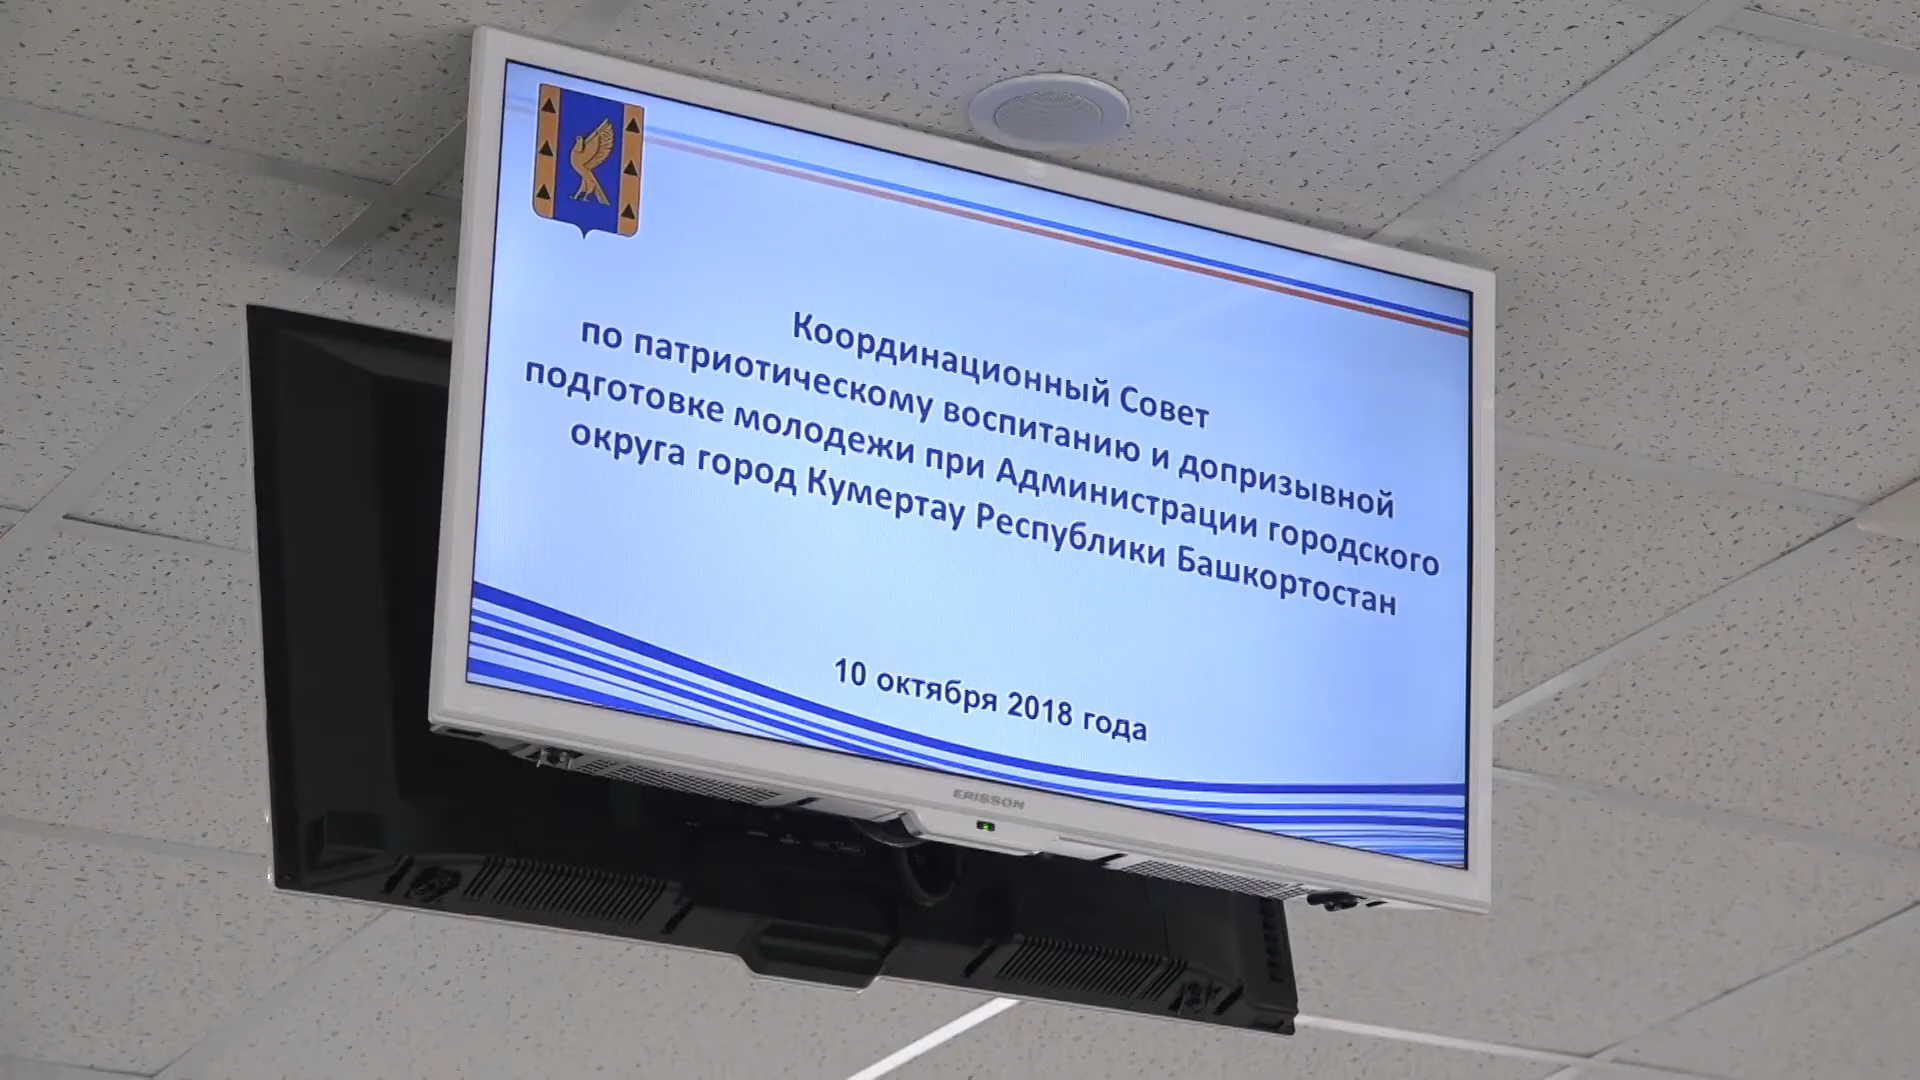 Координационный Совет
по патриотическому воспитанию и допризывной
подготовке молодежи при Администрации городского
округа город Кумертау Республики Башкортостан
10 октября 2018 года
ERISSON